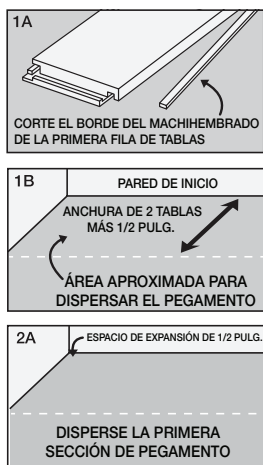 1A
CORTE EL BORDE DEL MACHIHEMBRADO
DE LA PRIMERA FILA DE TABLAS
1B
PARED DE INICIO
ANCHURA DE 2 TABLAS
MÁS 1/2 PULG.
ÁREA APROXIMADA PARA
DISPERSAR EL PEGAMENTO
2A
ESPACIO DE EXPANSIÓN DE 1/2 PULG.
DISPERSE LA PRIMERA
SECCIÓN DE PEGAMENTO